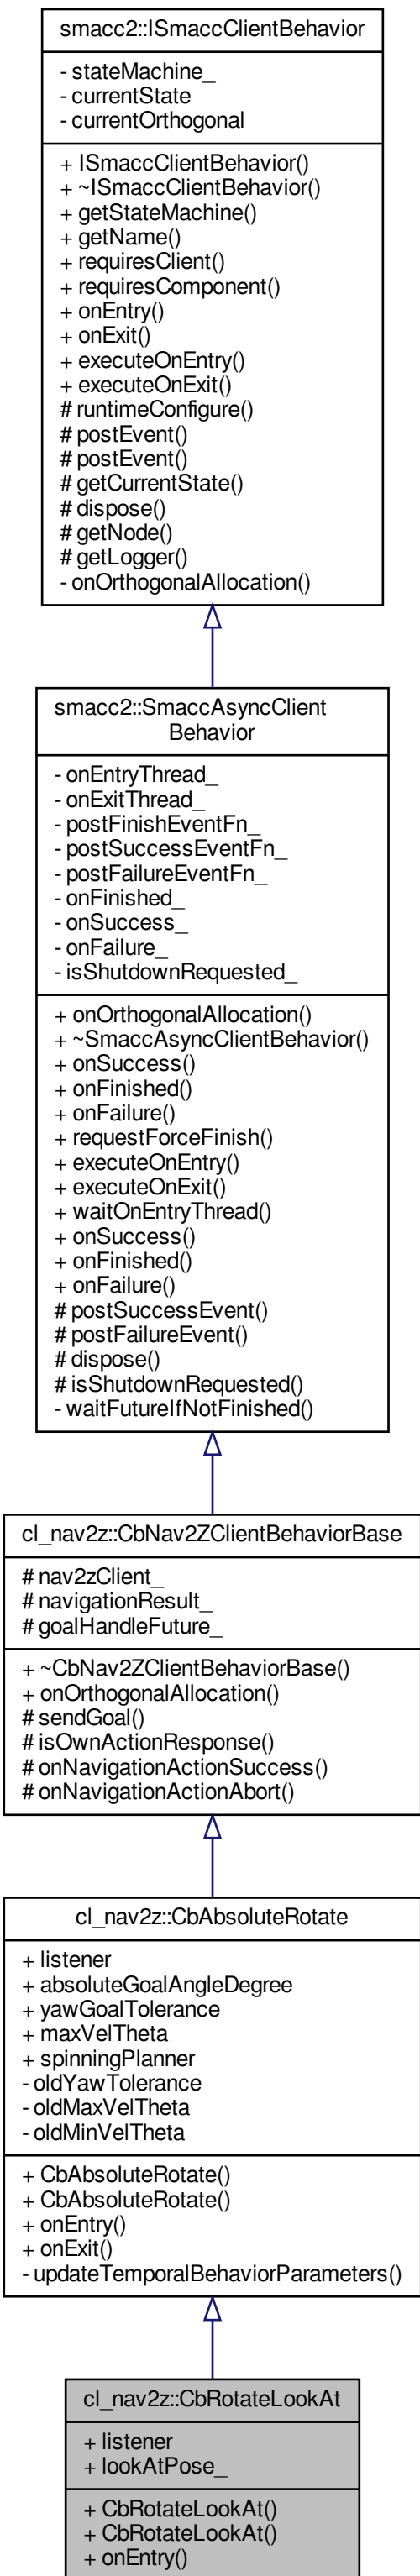 smacc2::ISmaccClientBehavior
- stateMachine_
- currentState
- currentOrthogonal
+ ISmaccClientBehavior()
+ ~ISmaccClientBehavior()
+ getStateMachine()
+ getName()
+ requiresClient()
+ requiresComponent()
+ onEntry()
+ onExit()
+ executeOnEntry()
+ executeOnExit()
# runtimeConfigure()
# postEvent()
# postEvent()
# getCurrentState()
# dispose()
# getNode()
# getLogger()
- onOrthogonalAllocation()
smacc2::SmaccAsyncClient
Behavior
- onEntryThread_
- onExitThread_
- postFinishEventFn_
- postSuccessEventFn_
- postFailureEventFn_
- onFinished_
- onSuccess_
- onFailure_
- isShutdownRequested_
+ onOrthogonalAllocation()
+ ~SmaccAsyncClientBehavior()
+ onSuccess()
+ onFinished()
+ onFailure()
+ requestForceFinish()
+ executeOnEntry()
+ executeOnExit()
+ waitOnEntryThread()
+ onSuccess()
+ onFinished()
+ onFailure()
# postSuccessEvent()
# postFailureEvent()
# dispose()
# isShutdownRequested()
- waitFutureIfNotFinished()
cl_nav2z::CbNav2ZClientBehaviorBase
# nav2zClient_
# navigationResult_
# goalHandleFuture_
+ ~CbNav2ZClientBehaviorBase()
+ onOrthogonalAllocation()
# sendGoal()
# isOwnActionResponse()
# onNavigationActionSuccess()
# onNavigationActionAbort()
cl_nav2z::CbAbsoluteRotate
+ listener
+ absoluteGoalAngleDegree
+ yawGoalTolerance
+ maxVelTheta
+ spinningPlanner
- oldYawTolerance
- oldMaxVelTheta
- oldMinVelTheta
+ CbAbsoluteRotate()
+ CbAbsoluteRotate()
+ onEntry()
+ onExit()
- updateTemporalBehaviorParameters()
cl_nav2z::CbRotateLookAt
+ listener
+ lookAtPose_
+ CbRotateLookAt()
+ CbRotateLookAt()
+ onEntry()